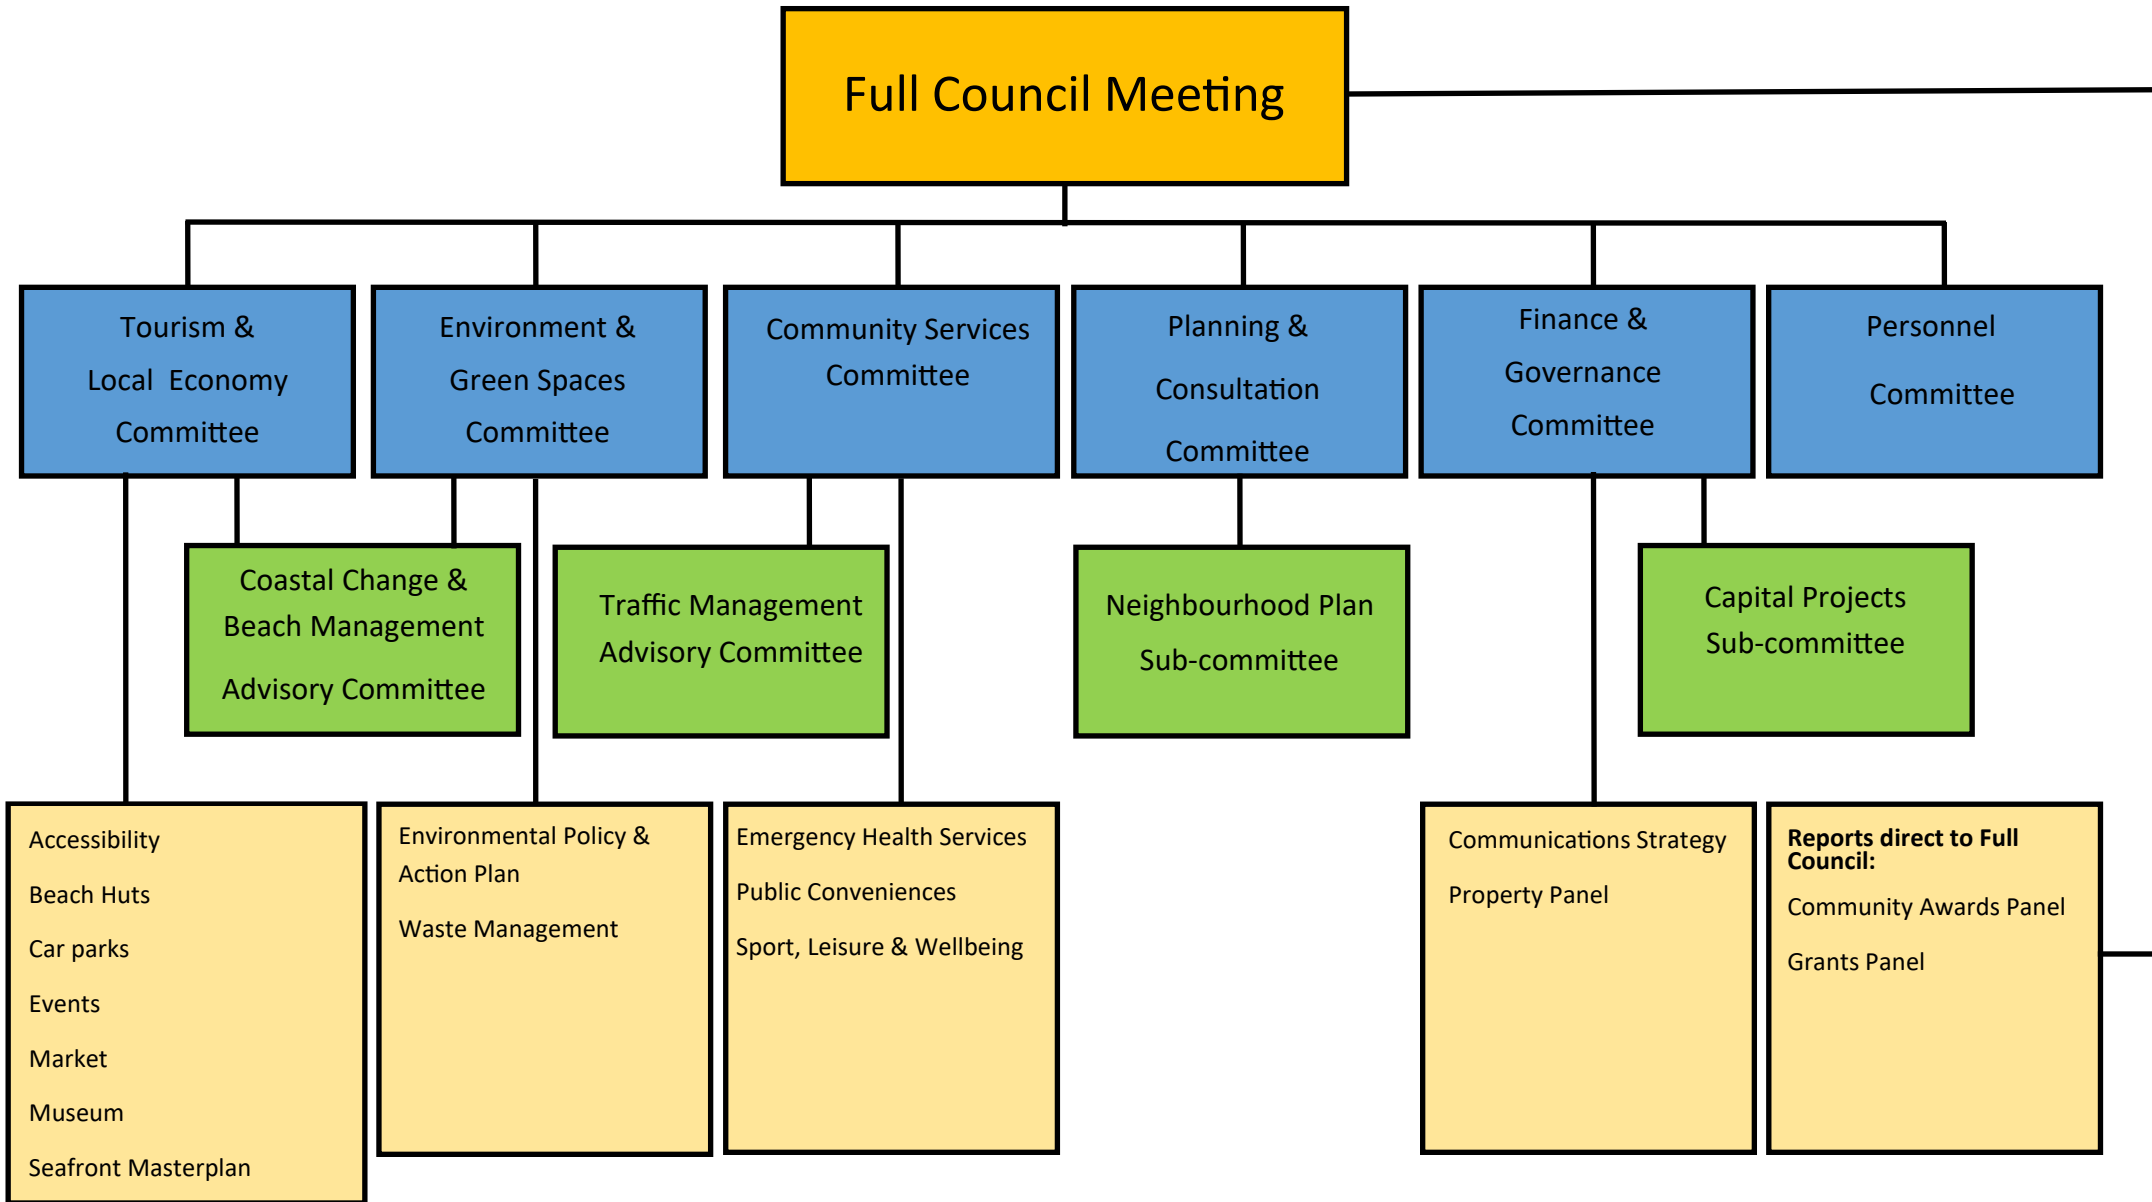 Full Council Meeting
Tourism &
Local Economy
Committee
Environment &
Green Spaces
Committee
Community Services
Committee
Planning &
Consultation
Committee
Finance &
Governance
Committee
Personnel
Committee
Coastal Change &
Beach Management
Advisory Committee
Traffic Management
Advisory Committee
Neighbourhood Plan
Sub-committee
Capital Projects
Sub-committee
Accessibility
Beach Huts
Car parks
Events
Market
Museum
Seafront Masterplan
Environmental Policy &
Action Plan
Waste Management
Emergency Health Services
Public Conveniences
Sport, Leisure & Wellbeing
Communications Strategy
Property Panel
Reports direct to Full
Council:
Community Awards Panel
Grants Panel